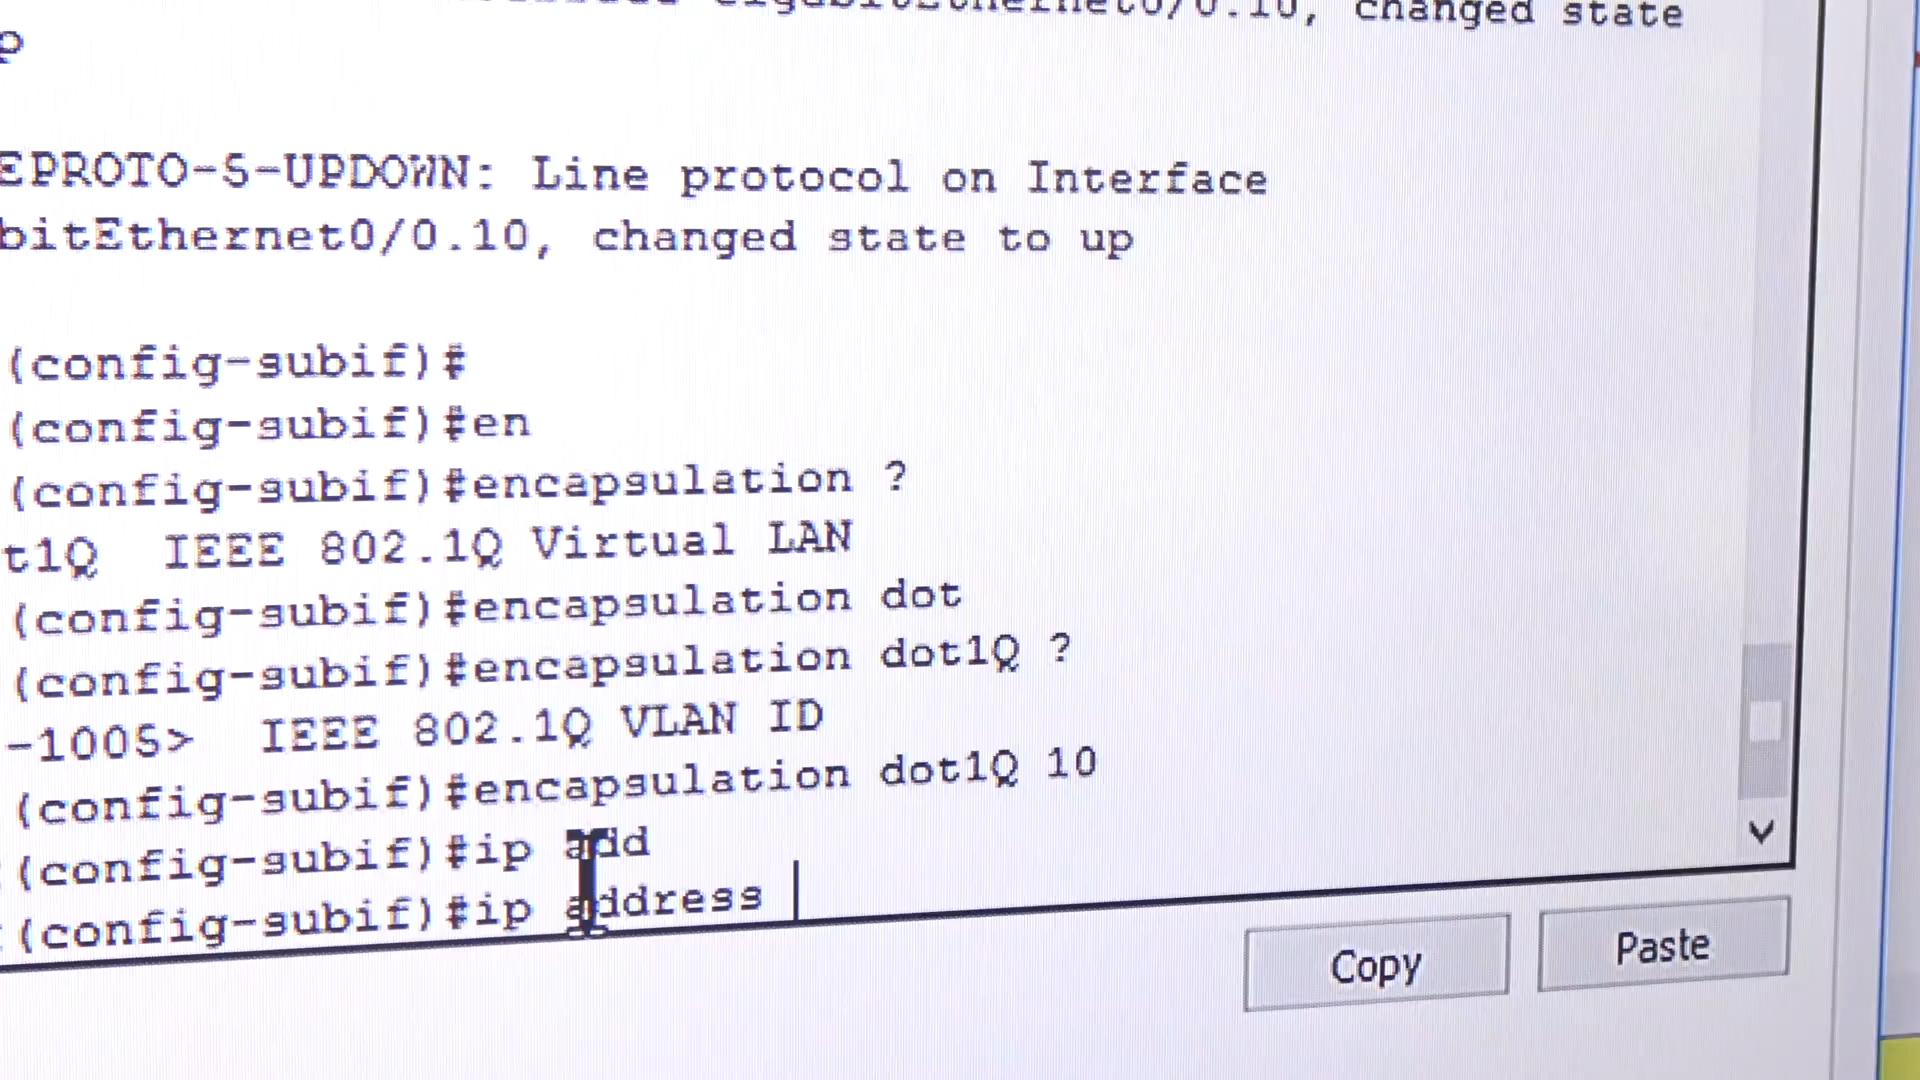 gigabitEthernet0/0.10, changed state
p
EPROTO-5-UPDOWN: Line protocol on Interface
bitEthernet0/0.10, changed state to up
(config-subif)#
(config-subif)#en
(config-subif)#encapsulation ?
t1Q IEEE 802.1Q Virtual LAN
(config-subif)#encapsulation dot
(config-subif)#encapsulation dot1Q ?
-1005> IEEE 802.1Q VLAN ID
(config-subif)#encapsulation dot1Q 10
(config-subif)#ip add
(config-subif)#ip address
Copy
Paste